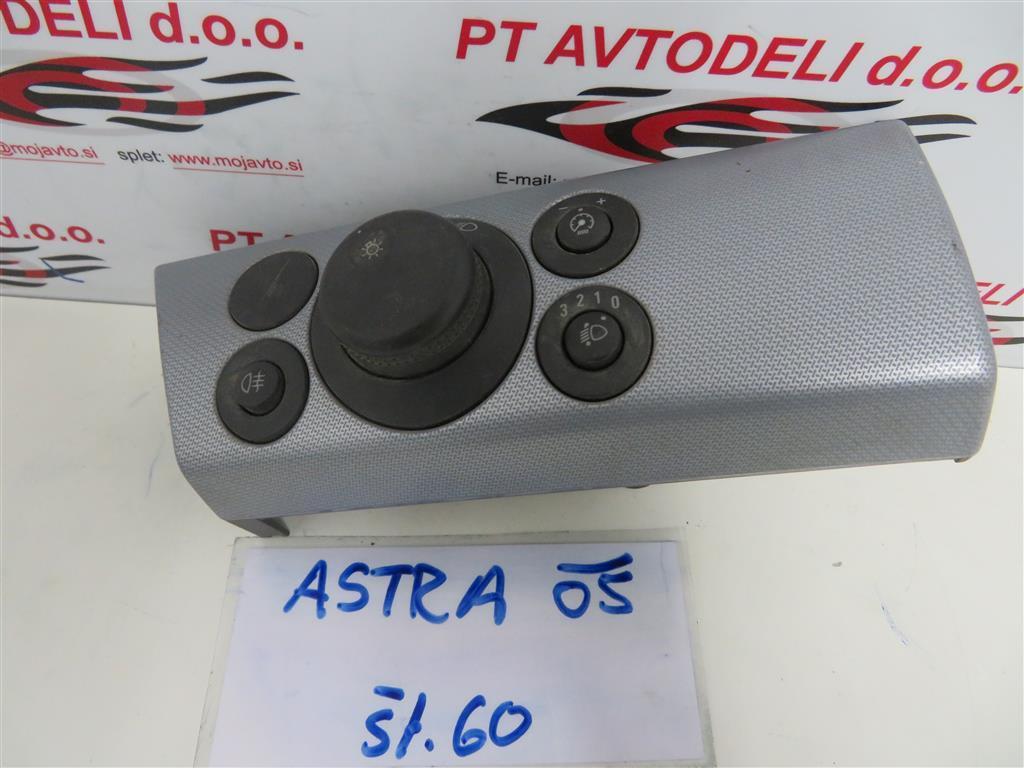 DELI d.o.o.
PT AVTODELI d.o.o.
@mojavto.si splet: www.mojavto.si
E-mail:
d.o.o.
PT A
DELI
- +
3 2 1 0
ASTRA 05
št. 60